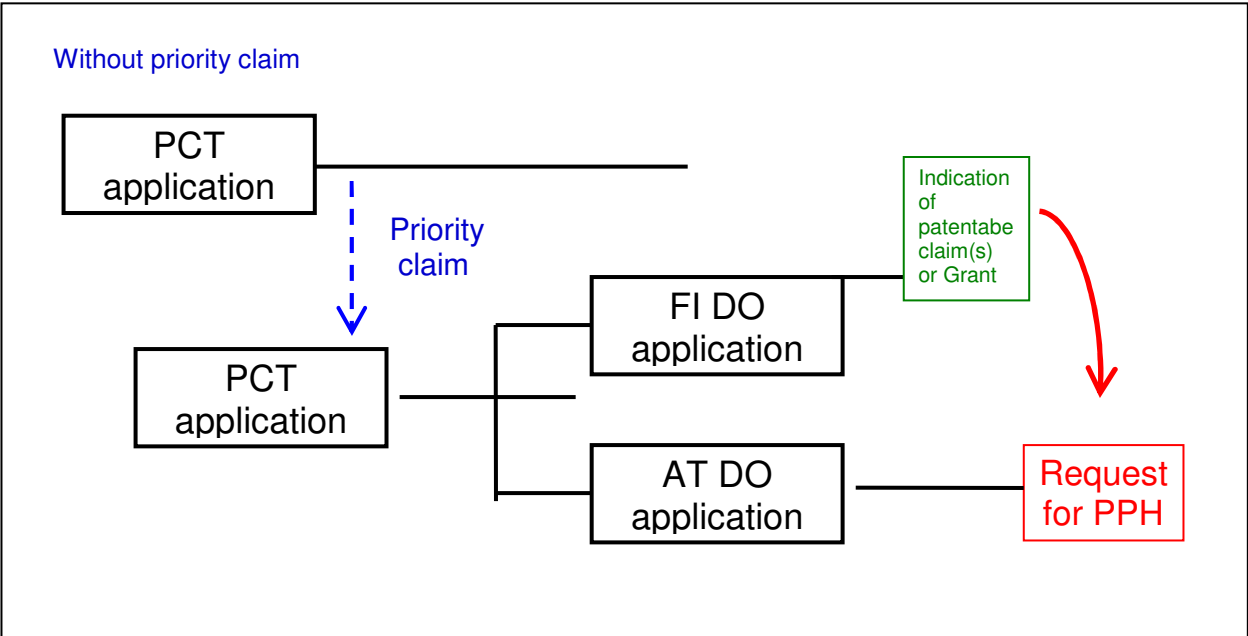 Without priority claim
PCT
application
Priority
claim
Indication
of
patentabe
claim(s)
or Grant
FI DO
application
PCT
application
AT DO
application
Request
for PPH